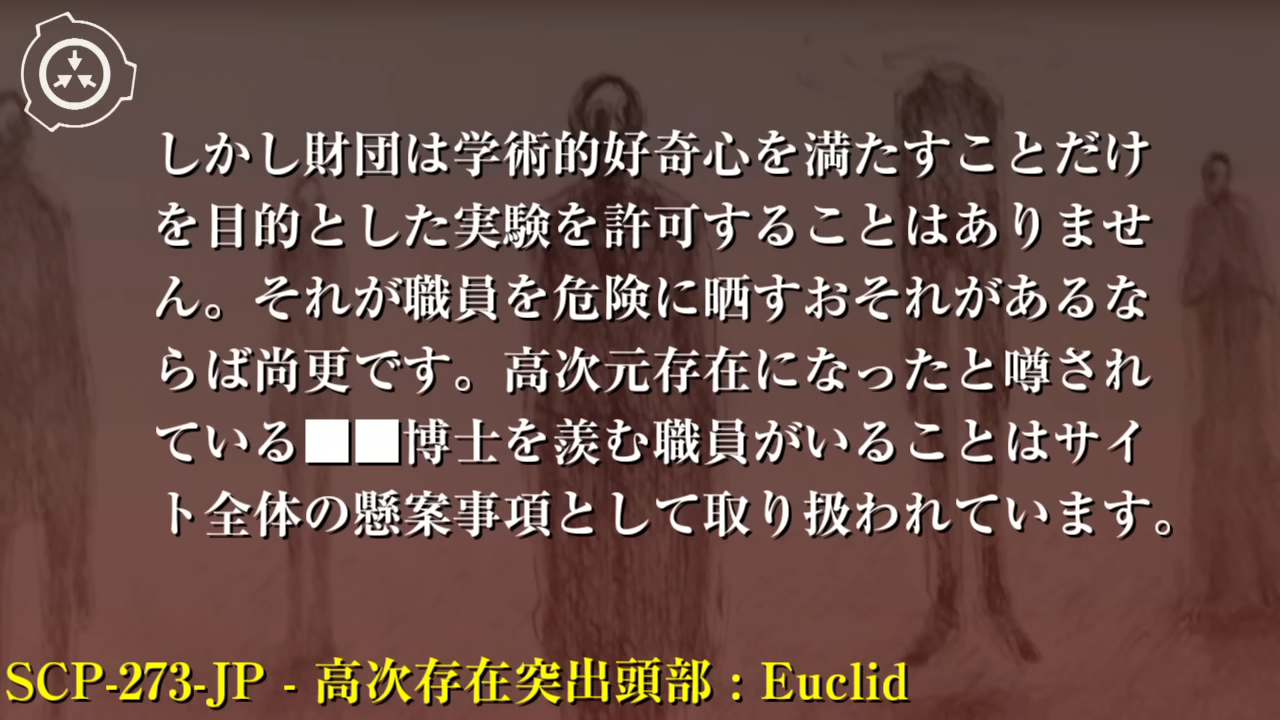 しかし財団は学術的好奇心を満たすことだけ
を目的とした実験を許可することはありませ
ん。それが職員を危険に晒すおそれがあるな
らば尚更です。高次元存在になったと噂され
ている■■博士を羨む職員がいることはサイ
ト全体の懸案事項として取り扱われています。
SCP-273-JP - 高次存在突出頭部：Euclid